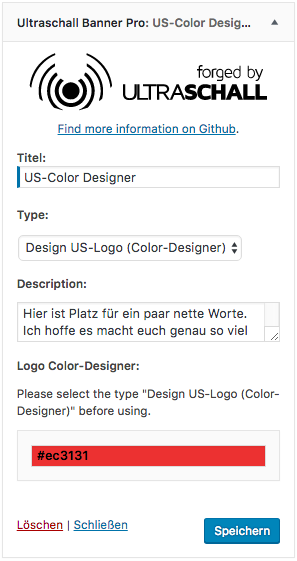 Ultraschall Banner Pro: US-Color Desig...
forged by
ULTRASCHALL
Find more information on Github.
Titel:
US-Color Designer
Type:
Design US-Logo (Color-Designer)
Description:
Hier ist Platz für ein paar nette Worte.
Ich hoffe es macht euch genau so viel
Logo Color-Designer:
Please select the type "Design US-Logo (Color-
Designer)" before using.
#ec3131
Löschen | Schließen
Speichern